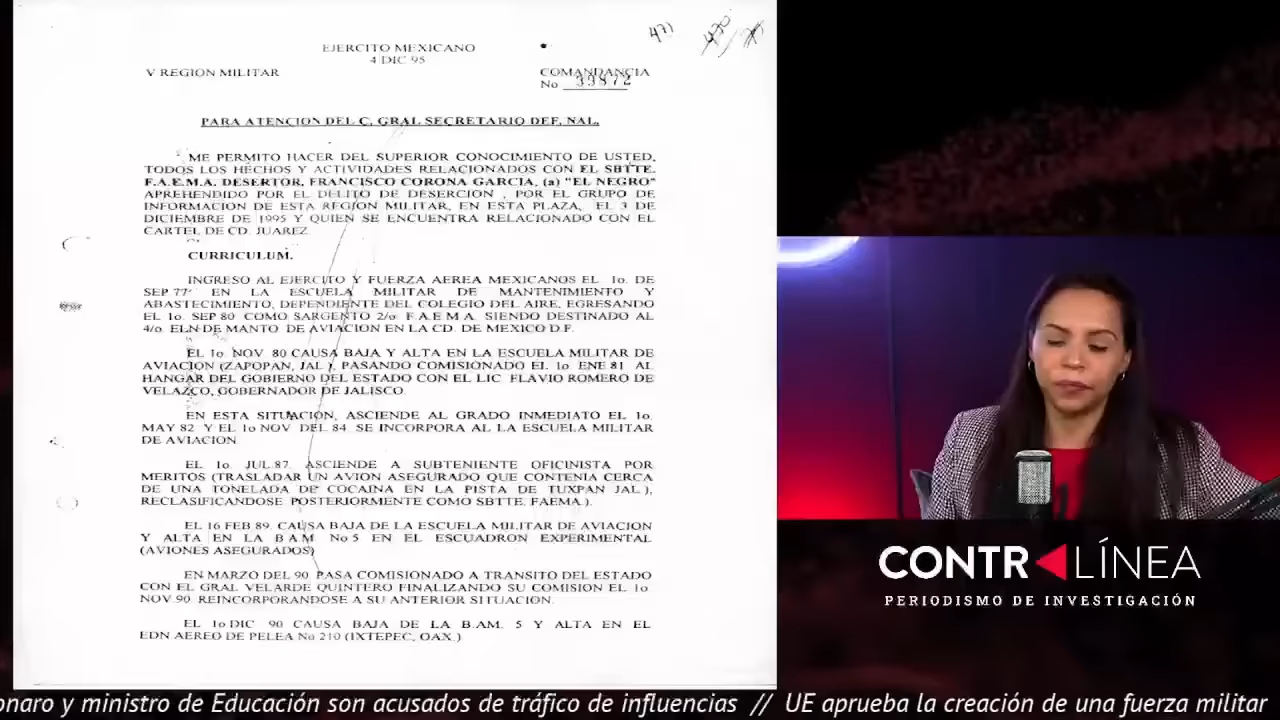 EJERCITO MEXICANO
4 DIC 95
V REGION MILITAR
COMANDANCIA
No 33872
PARA ATENCION DEL C. GRAL SECRETARIO DEF. NAL.
ME PERMITO HACER DEL SUPERIOR CONOCIMIENTO DE USTED,
TODOS LOS HECHOS Y ACTIVIDADES RELACIONADOS CON EL SBTTE.
F.A.E.M.A. DESERTOR, FRANCISCO CORONA GARCIA, (a) "EL NEGRO"
APREHENDIDO POR EL DELITO DE DESERCION , POR EL GRUPO DE
INFORMACION DE ESTA REGION MILITAR, EN ESTA PLAZA, EL 3 DE
DICIEMBRE DE 1995 Y QUIEN SE ENCUENTRA RELACIONADO CON EL
CARTEL DE CD. JUAREZ
CURRICULUM.
INGRESO AL EJERCITO Y FUERZA AEREA MEXICANOS EL 1o. DE
SEP 77 EN LA ESCUELA MILITAR DE MANTENIMIENTO Y
ABASTECIMIENTO, DEPENDIENTE DEL COLEGIO DEL AIRE, EGRESANDO
EL 1o. SEP 80 COMO SARGENTO 2/o F.A.E.M.A. SIENDO DESTINADO AL
4/o. ELN DE MANTO DE AVIACION EN LA CD. DE MEXICO D.F.
EL 1o. NOV 80 CAUSA BAJA Y ALTA EN LA ESCUELA MILITAR DE
AVIACION (ZAPOPAN, JAL.), PASANDO COMISIONADO EL 1o. ENE 81 AL
HANGAR DEL GOBIERNO DEL ESTADO CON EL LIC FLAVIO ROMERO DE
VELAZCO, GOBERNADOR DE JALISCO
EN ESTA SITUACION, ASCIENDE AL GRADO INMEDIATO EL 1o.
MAY 82 Y EL 1o NOV DEL 84 SE INCORPORA AL LA ESCUELA MILITAR
DE AVIACION
EL 1o JUL.87. ASCIENDE A SUBTENIENTE OFICINISTA POR
MERITOS (TRASLADAR UN AVION ASEGURADO QUE CONTENIA CERCA
DE UNA TONELADA DE COCAINA EN LA PISTA DE TUXPAN JAL.),
RECLASIFICANDOSE POSTERIORMENTE COMO SBTTE. FAEMA.).
EL 16 FEB 89. CAUSA BAJA DE LA ESCUELA MILITAR DE AVIACION
Y ALTA EN LA B.A.M. No 5 EN EL ESCUADRON EXPERIMENTAL
(AVIONES ASEGURADOS)
EN MARZO DEL 90 PASA COMISIONADO A TRANSITO DEL ESTADO
CON EL GRAL VELARDE QUINTERO FINALIZANDO SU COMISION EL 1o
NOV 90 REINCORPORANDOSE A SU ANTERIOR SITUACION.
EL 1o DIC 90 CAUSA BAJA DE LA B.AM. 5 Y ALTA EN EL
EDN AEREO DE PELEA No 210 (IXTEPEC, OAX.)
CONTR LÍNEA
PERIODISMO DE INVESTIGACIÓN
onaro y ministro de Educación son acusados de tráfico de influencias // UE aprueba la creación de una fuerza militar